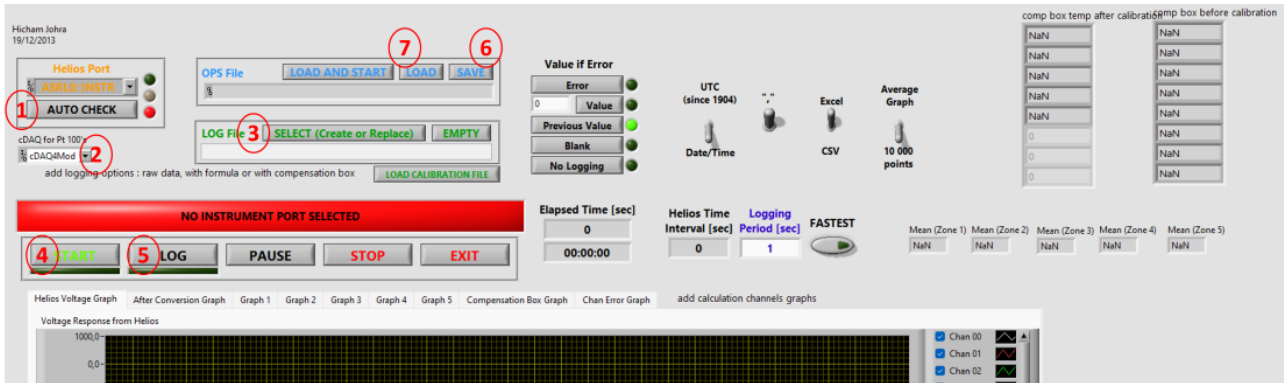 Hicham Johra
19/12/2013
Helios Port
ASRL0::INSTR
1
AUTO CHECK
cDAQ for Pt 100's
cDAQ4Mod
2
add logging options : raw data, with formula or with compensation box
OPS File
LOAD AND START
LOAD
SAVE
7
6
LOG File
3
SELECT (Create or Replace)
EMPTY
LOAD CALIBRATION FILE
Value if Error
Error
0
Value
Previous Value
Blank
No Logging
UTC
(since 1904)
Date/Time
"."
","
Excel
CSV
Average
Graph
10 000
points
comp box temp after calibration
NaN
NaN
NaN
NaN
NaN
0
0
0
comp box before calibration
NaN
NaN
NaN
NaN
NaN
NaN
NaN
NaN
NO INSTRUMENT PORT SELECTED
4
START
5
LOG
PAUSE
STOP
EXIT
Elapsed Time [sec]
0
00:00:00
Helios Time
Interval [sec]
0
Logging
Period [sec]
1
FASTEST
Mean (Zone 1) Mean (Zone 2) Mean (Zone 3) Mean (Zone 4) Mean (Zone 5)
NaN NaN NaN NaN NaN
Helios Voltage Graph After Conversion Graph Graph 1 Graph 2 Graph 3 Graph 4 Graph 5 Compensation Box Graph Chan Error Graph
add calculation channels graphs
Voltage Response from Helios
1000,0
0,0
Chan 00
Chan 01
Chan 02